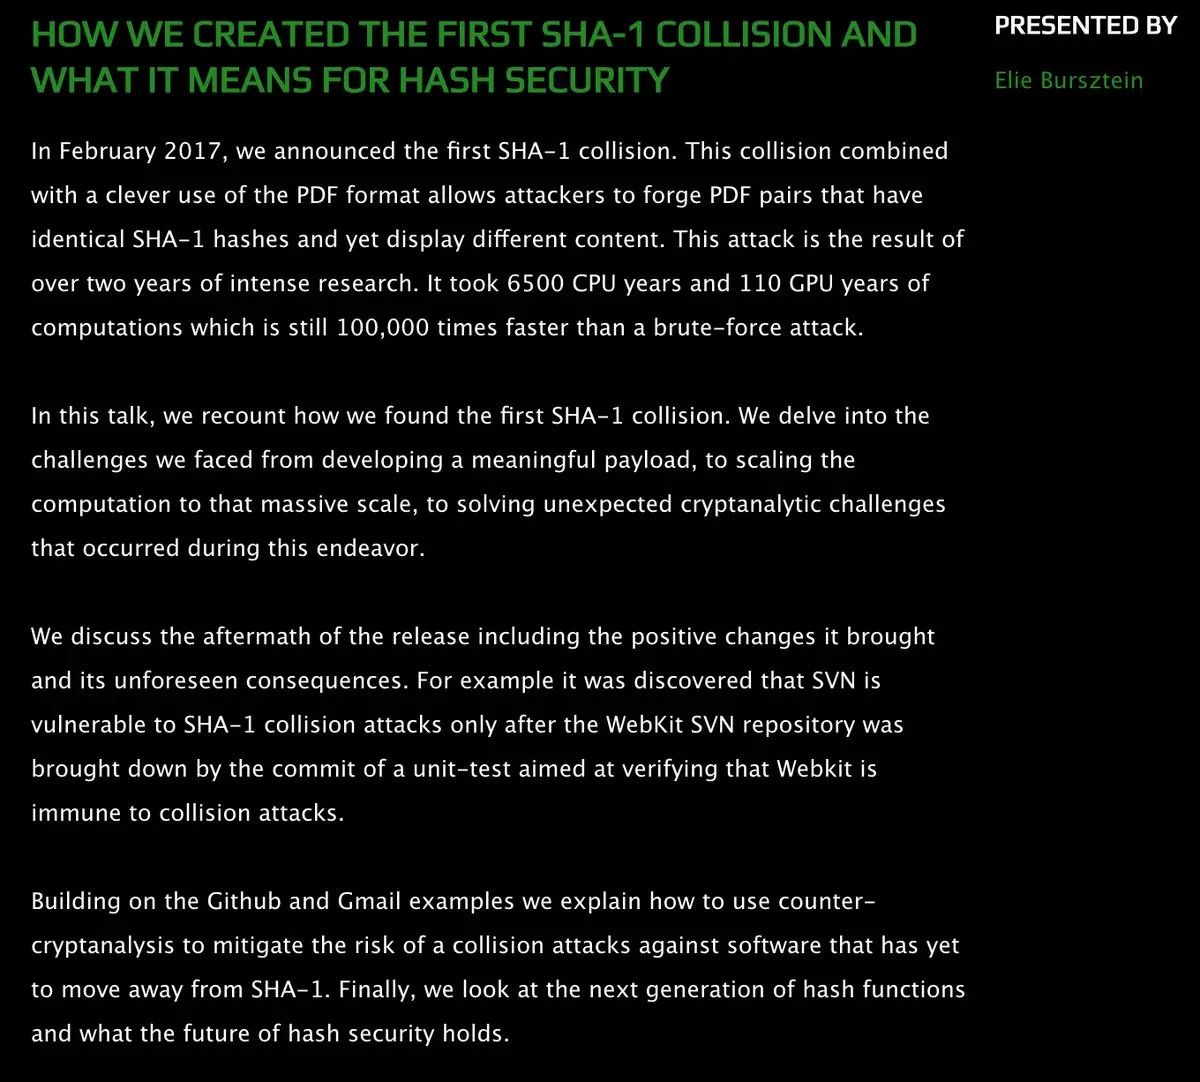 HOW WE CREATED THE FIRST SHA-1 COLLISION AND
WHAT IT MEANS FOR HASH SECURITY
PRESENTED BY
Elie Bursztein
In February 2017, we announced the first SHA-1 collision. This collision combined
with a clever use of the PDF format allows attackers to forge PDF pairs that have
identical SHA-1 hashes and yet display different content. This attack is the result of
over two years of intense research. It took 6500 CPU years and 110 GPU years of
computations which is still 100,000 times faster than a brute-force attack.
In this talk, we recount how we found the first SHA-1 collision. We delve into the
challenges we faced from developing a meaningful payload, to scaling the
computation to that massive scale, to solving unexpected cryptanalytic challenges
that occurred during this endeavor.
We discuss the aftermath of the release including the positive changes it brought
and its unforeseen consequences. For example it was discovered that SVN is
vulnerable to SHA-1 collision attacks only after the WebKit SVN repository was
brought down by the commit of a unit-test aimed at verifying that Webkit is
immune to collision attacks.
Building on the Github and Gmail examples we explain how to use counter-
cryptanalysis to mitigate the risk of a collision attacks against software that has yet
to move away from SHA-1. Finally, we look at the next generation of hash functions
and what the future of hash security holds.